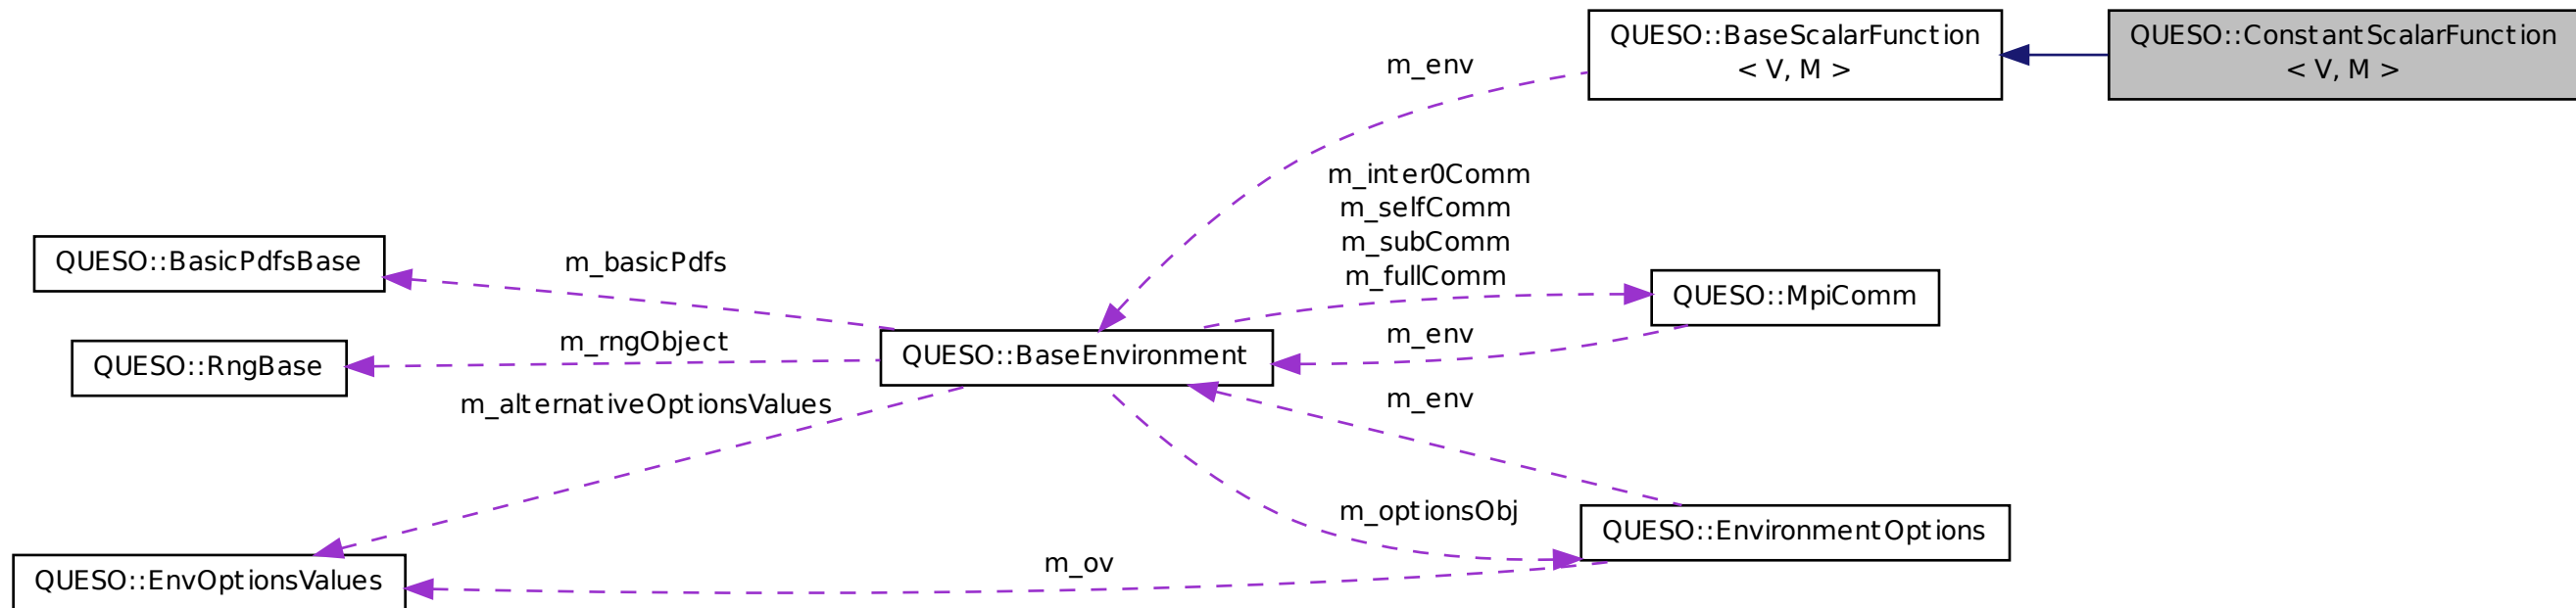 QUESO::BaseScalarFunction
< V, M >
QUESO::ConstantScalarFunction
< V, M >
m_env
m_inter0Comm
m_selfComm
m_subComm
m_fullComm
QUESO::BasicPdfsBase
m_basicPdfs
QUESO::MpiComm
m_env
QUESO::RngBase
m_rngObject
QUESO::BaseEnvironment
m_alternativeOptionsValues
m_env
m_optionsObj
QUESO::EnvironmentOptions
m_ov
QUESO::EnvOptionsValues